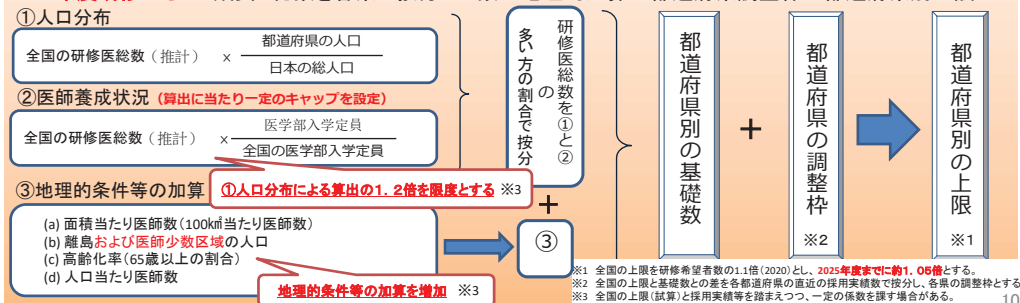 ①人口分布
全国の研修医総数（推計） × 都道府県の人口
日本の総人口
②医師養成状況（算出に当たり一定のキャップを設定）
全国の研修医総数（推計） × 医学部入学定員
全国の医学部入学定員
①人口分布による算出の1．2倍を限度とする ※3
③地理的条件等の加算
(a) 面積当たり医師数（100㎢当たり医師数）
(b) 離島および医師少数区域の人口
(c) 高齢化率（65歳以上の割合）
(d) 人口当たり医師数
地理的条件等の加算を増加 ※3
研修医総数を①と②
の
多い方の割合で按分
＋
③
都道府県別の基礎数
＋
都道府県の調整枠
※2
都道府県別の上限
※1
※1 全国の上限を研修希望者数の1.1倍（2020）とし、2025年度までに約1．05倍とする。
※2 全国の上限と基礎数との差を各都道府県の直近の採用実績数で按分し、各県の調整枠とする
※3 全国の上限（試算）と採用実績等を踏まえつつ、一定の係数を課す場合がある。